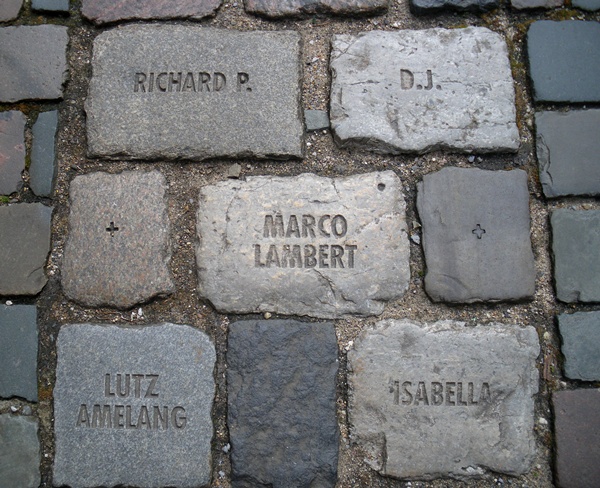 RICHARD P.
D.J.
MARCO
LAMBERT
LUTZ
AMELANG
ISABELLA